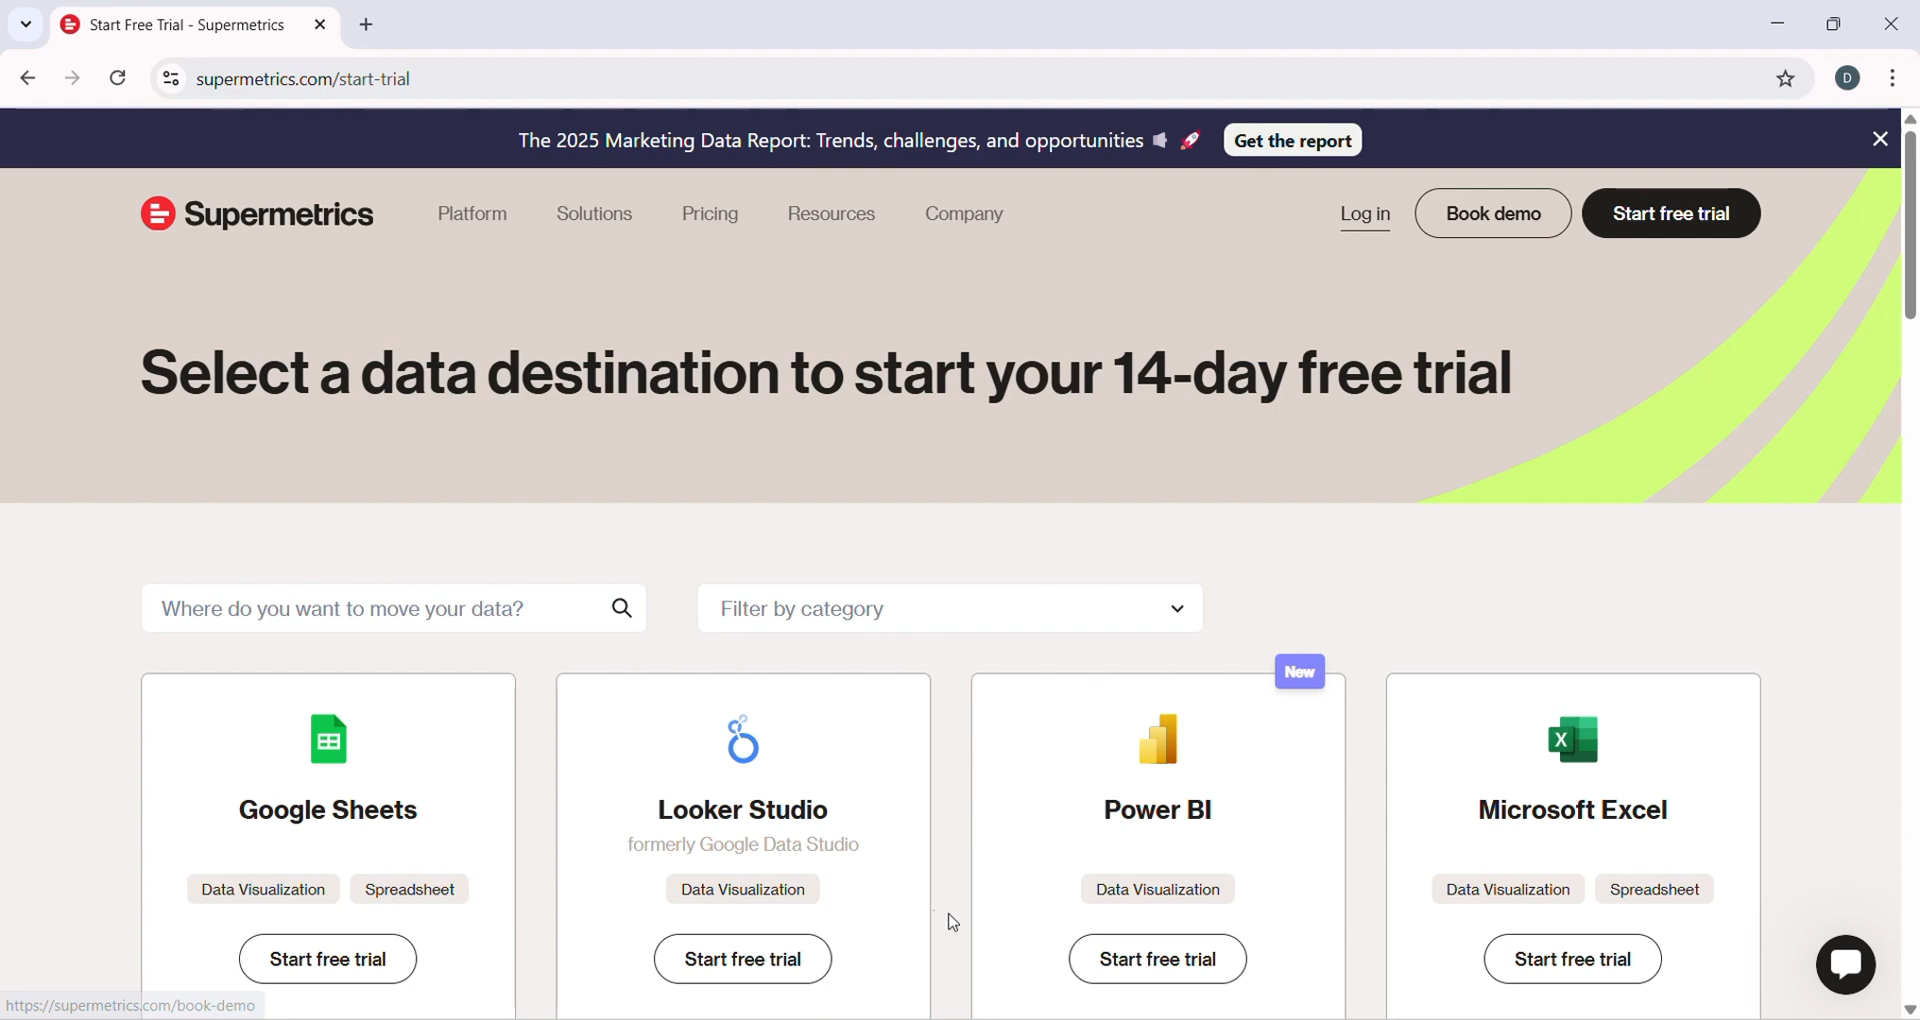 Start Free Trial - Supermetrics
supermetrics.com/start-trial
D
The 2025 Marketing Data Report: Trends, challenges, and opportunities 📢 🚀 Get the report
Supermetrics Platform Solutions Pricing Resources Company Log in Book demo Start free trial
Select a data destination to start your 14-day free trial
Where do you want to move your data? Filter by category
New
X
Google Sheets Looker Studio Power BI Microsoft Excel
formerly Google Data Studio
Data Visualization Spreadsheet Data Visualization Data Visualization Data Visualization Spreadsheet
Start free trial Start free trial Start free trial Start free trial
https://supermetrics.com/book-demo